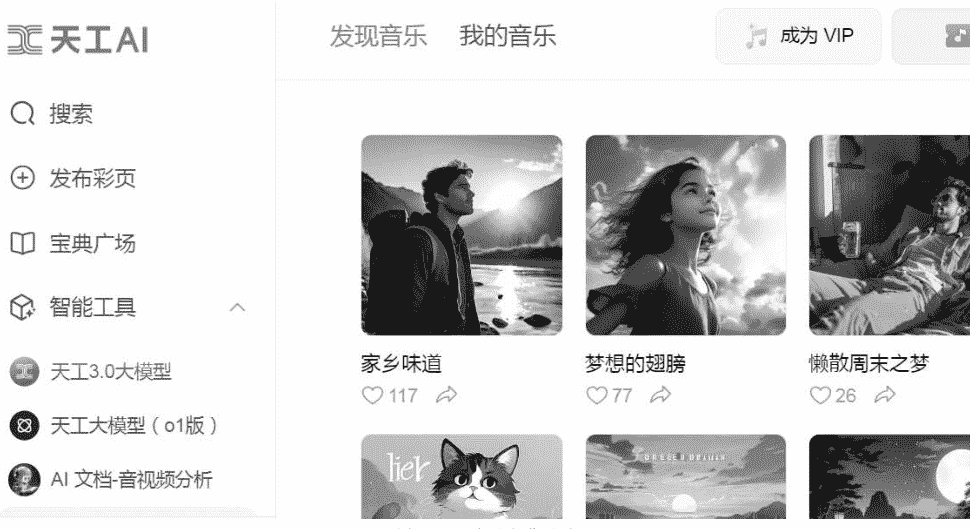 天工AI
发现音乐 我的音乐 成为 VIP
搜索
发布彩页
宝典广场
智能工具
天工3.0大模型
天工大模型（o1版）
AI 文档-音视频分析
家乡味道 梦想的翅膀 懒散周末之梦
117 77 26